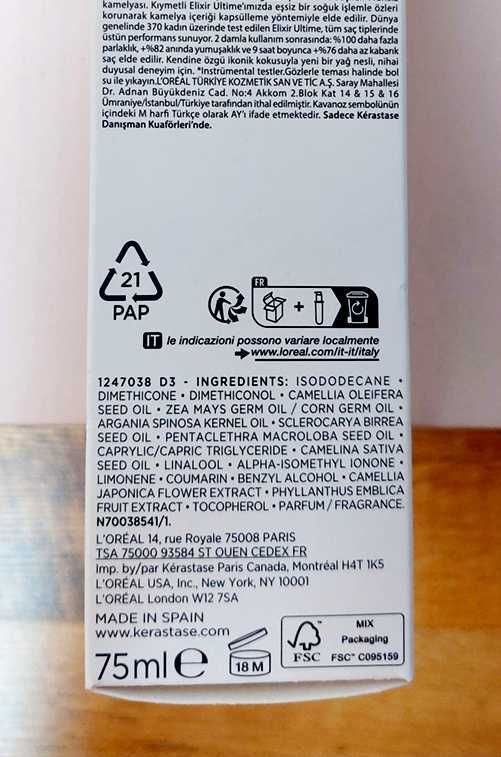 kamelyası. Kıymetli Elixir Ultime'ımızda eşsiz bir soğuk işlemle özleri
korunarak kamelya içeriği kapsülleme yöntemiyle elde edilir. Dünya
genelinde 370 kadın üzerinde test edilen Elixir Ultime, tüm saç tiplerinde
üstün performans sunuyor. 2 damla kullanım sonrasında: %100 daha fazla
parlaklık, +%82 anında yumuşaklık ve 9 saat boyunca +%76 daha az kabarık
saç elde edilir. Kendine özgü ikonik kokusuyla yeni bir yağ nesli, nihai
duyusal deneyim için. *Instrumental testler.Gözlerle teması halinde bol
su ile yıkayın.L'ORÉAL TÜRKİYE KOZMETİK SAN VE TİC A.Ş. Saray Mahallesi
Dr. Adnan Büyükdeniz Cad. No:4 Akkom 2.Blok Kat 14 & 15 & 16
Ümraniye/İstanbul/Türkiye tarafından ithal edilmiştir. Kavanoz sembolünün
içindeki M harfi Türkçe olarak AY'ı ifade etmektedir. Sadece Kérastase
Danışman Kuaförleri'nde.
21
PAP
FR
+
IT le indicazioni possono variare localmente
www.loreal.com/it-it/italy
1247038 D3 - INGREDIENTS: ISODODECANE •
DIMETHICONE • DIMETHICONOL • CAMELLIA OLEIFERA
SEED OIL • ZEA MAYS GERM OIL / CORN GERM OIL •
ARGANIA SPINOSA KERNEL OIL • SCLEROCARYA BIRREA
SEED OIL • PENTACLETHRA MACROLOBA SEED OIL •
CAPRYLIC/CAPRIC TRIGLYCERIDE • CAMELINA SATIVA
SEED OIL • LINALOOL • ALPHA-ISOMETHYL IONONE •
LIMONENE • COUMARIN • BENZYL ALCOHOL • CAMELLIA
JAPONICA FLOWER EXTRACT • PHYLLANTHUS EMBLICA
FRUIT EXTRACT • TOCOPHEROL • PARFUM / FRAGRANCE.
N70038541/1.
L'ORÉAL 14, rue Royale 75008 PARIS
TSA 75000 93584 ST OUEN CEDEX FR
Imp. by/par Kérastase Paris Canada, Montréal H4T 1K5
L'ORÉAL USA, Inc., New York, NY 10001
L'ORÉAL London W12 7SA
MADE IN SPAIN
www.kerastase.com
75ml e
18 M
FSC
MIX
Packaging
FSC™ C095159